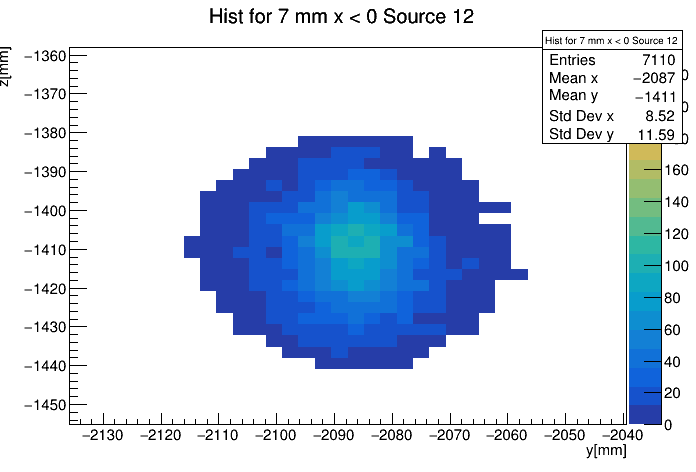 Hist for 7 mm x < 0 Source 12
Hist for 7 mm x < 0 Source 12
Entries 7110
Mean x −2087
Mean y −1411
Std Dev x 8.52
Std Dev y 11.59
z[mm]
−1360
−1370
−1380
−1390
−1400
−1410
−1420
−1430
−1440
−1450
−2130 −2120 −2110 −2100 −2090 −2080 −2070 −2060 −2050 −2040
y[mm]
160
140
120
100
80
60
40
20
0